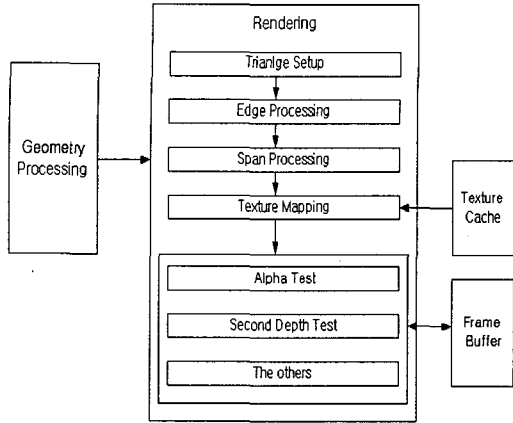 Rendering
Trianlge Setup
Edge Processing
Geometry
Processing
Span Processing
Texture Mapping
Texture
Cache
Alpha Test
Second Depth Test
Frame
Buffer
The others